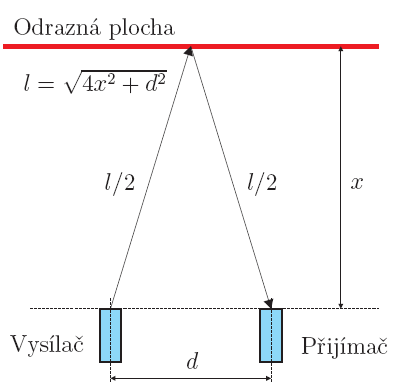 Odrazná plocha
l = √4x² + d²
l/2
l/2
x
Vysílač
Přijímač
d